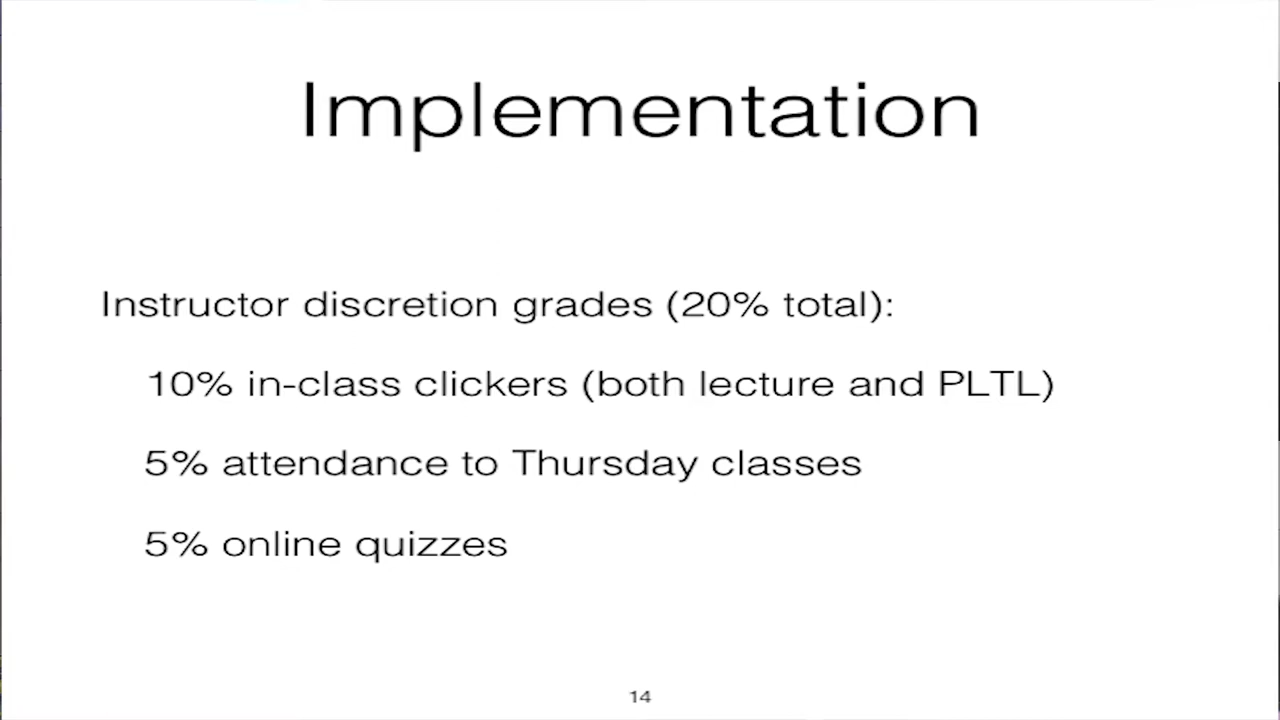 Implementation
Instructor discretion grades (20% total):
10% in-class clickers (both lecture and PLTL)
5% attendance to Thursday classes
5% online quizzes
14